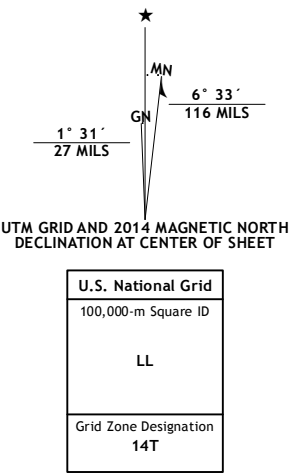 MN
GN
6° 33´
116 MILS
1° 31´
27 MILS
UTM GRID AND 2014 MAGNETIC NORTH
DECLINATION AT CENTER OF SHEET
U.S. National Grid
100,000-m Square ID
LL
Grid Zone Designation
14T